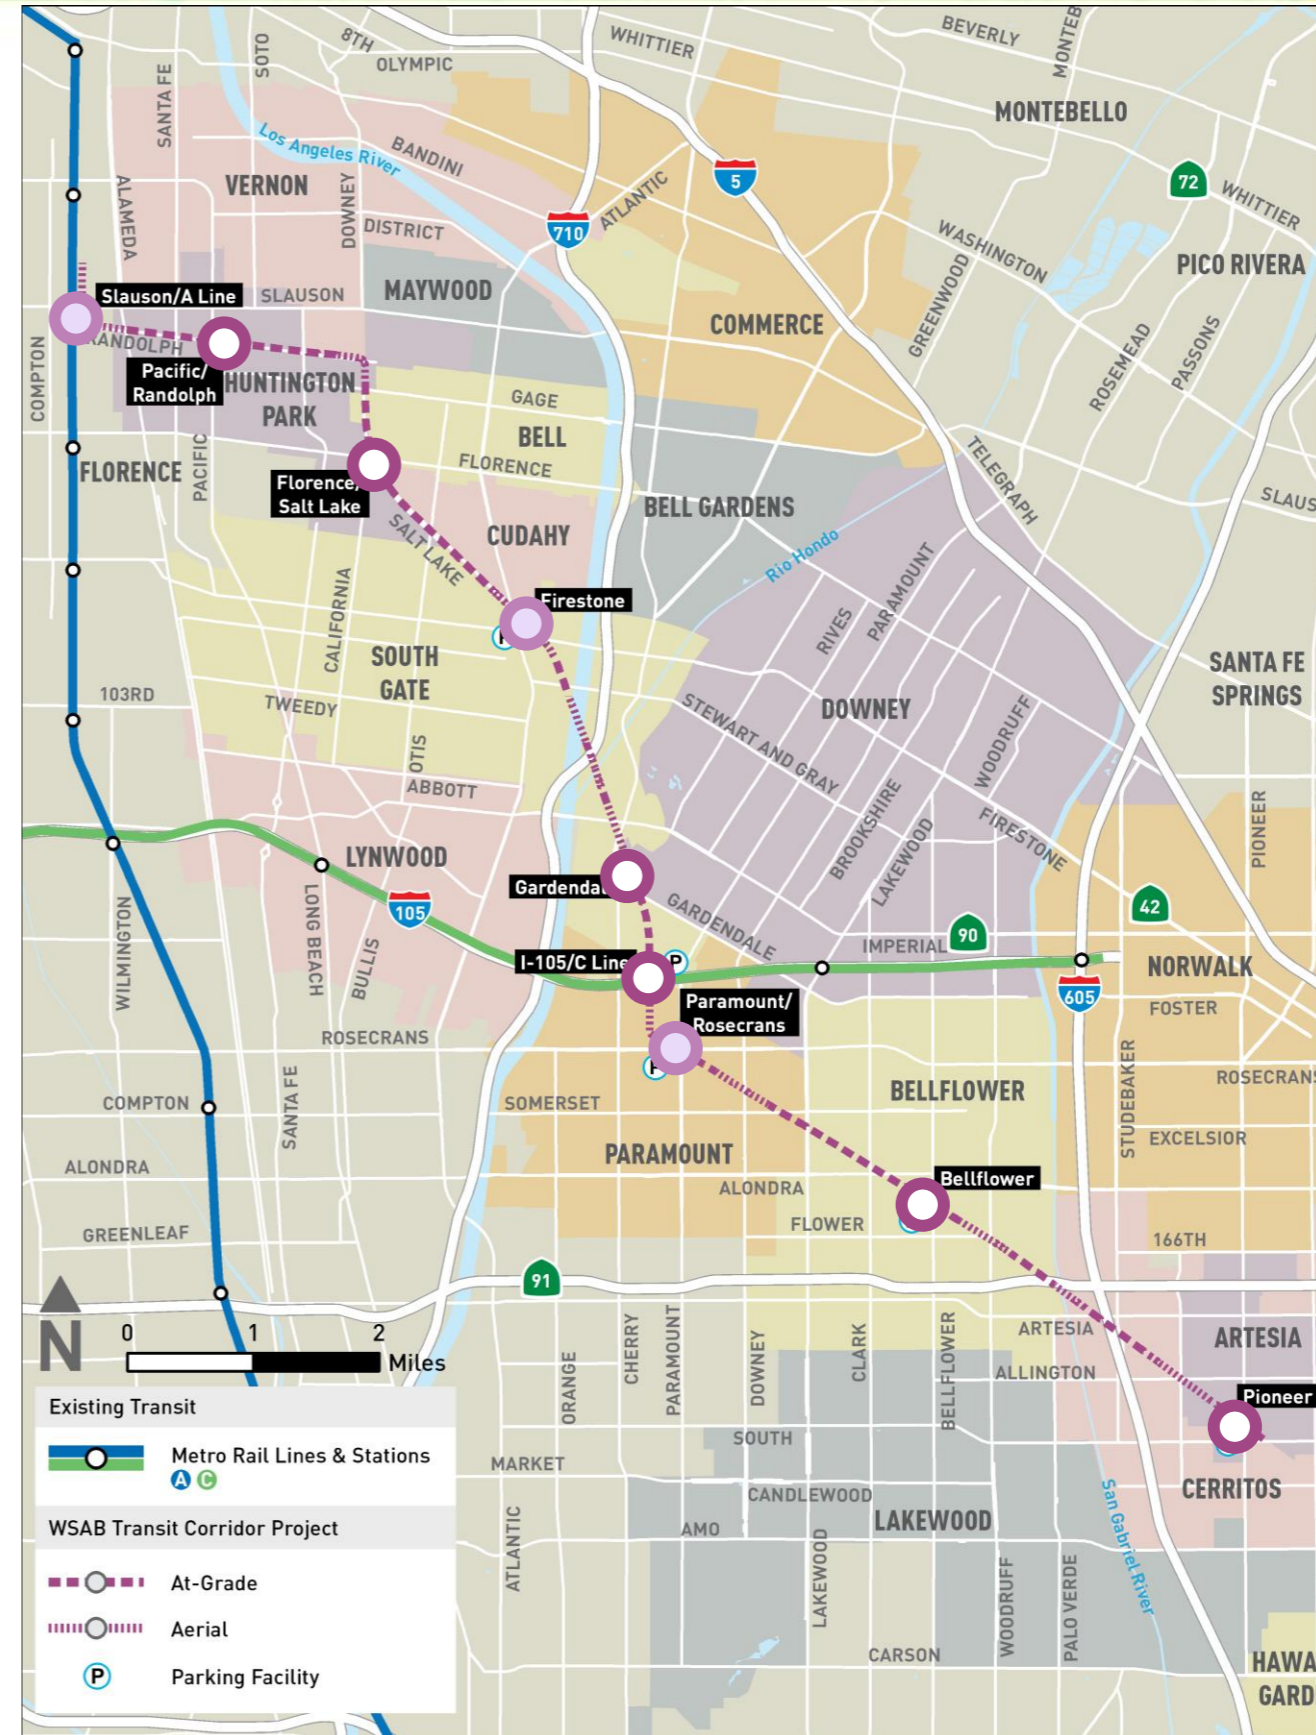 BEVERLY
MONTEB
WHITTIER
8TH
OLYMPIC
SOTO
SANTA FE
MONTEBELLO
Los Angeles River
BANDINI
5
72
WHITTIER
VERNON
ALAMEDA
DOWNEY
DISTRICT
710
ATLANTIC
WASHINGTON
PICO RIVERA
MAYWOOD
Slauson/A Line
SLAUSON
COMMERCE
GREENWOOD
ROSEMEAD
PASSONS
RANDOLPH
COMPTON
Pacific/
Randolph
HUNTINGTON
PARK
GAGE
BELL
FLORENCE
FLORENCE
PACIFIC
Florence/
Salt Lake
TELEGRAPH
SLAUS
BELL GARDENS
CUDAHY
SALT LAKE
Rio Hondo
PARAMOUNT
RIVES
Firestone
P
CALIFORNIA
SOUTH
GATE
SANTA FE
SPRINGS
103RD
TWEEDY
DOWNEY
STEWART AND GRAY
WOODRUFF
OTIS
ABBOTT
BROOKSHIRE
LAKEWOOD
FIRESTONE
PIONEER
LYNWOOD
Gardenda
105
GARDENDALE
42
90
IMPERIAL
WILMINGTON
LONG BEACH
BULLIS
I-105/C Line
P
NORWALK
605
FOSTER
Paramount/
Rosecrans
ROSECRANS
P
ROSECRANS
STUDEBAKER
BELLFLOWER
COMPTON
SANTA FE
SOMERSET
EXCELSIOR
PARAMOUNT
ALONDRA
ALONDRA
Bellflower
FLOWER
GREENLEAF
166TH
91
N
0 1 2
Miles
ORANGE
CHERRY
PARAMOUNT
DOWNEY
CLARK
BELLFLOWER
ARTESIA
ARTESIA
ALLINGTON
Pioneer
SOUTH
MARKET
CANDLEWOOD
CERRITOS
LAKEWOOD
AMO
San Gabriel River
ATLANTIC
LAKEWOOD
WOODRUFF
PALO VERDE
CARSON
HAWA
GARD
Existing Transit
Metro Rail Lines & Stations
A C
WSAB Transit Corridor Project
At-Grade
Aerial
P Parking Facility